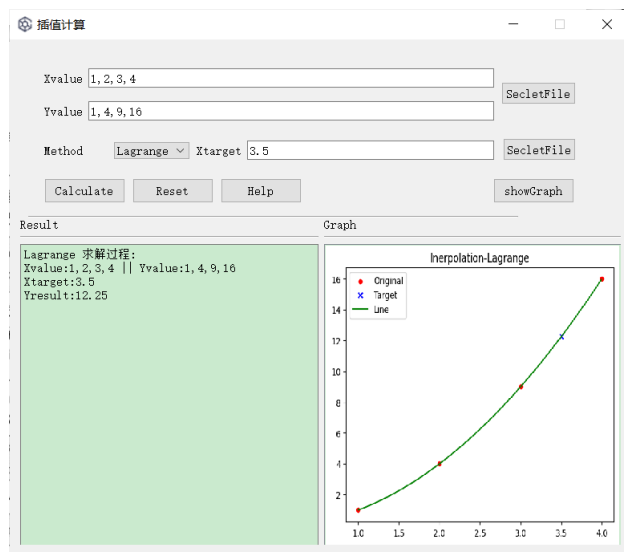 插值计算
Xvalue 1,2,3,4
SecletFile
Yvalue 1,4,9,16
Method Lagrange Xtarget 3.5 SecletFile
Calculate Reset Help showGraph
Result Graph
Lagrange 求解过程:
Xvalue:1,2,3,4 || Yvalue:1,4,9,16
Xtarget:3.5
Yresult:12.25
Inerpolation-Lagrange
Original
Target
Line
16
14
12
10
8
6
4
2
1.0 1.5 2.0 2.5 3.0 3.5 4.0